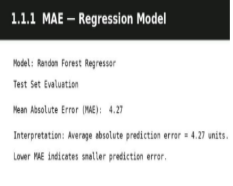 1.1.1 MAE — Regression Model
Model: Random Forest Regressor
Test Set Evaluation
Mean Absolute Error (MAE): 4.27
Interpretation: Average absolute prediction error = 4.27 units.
Lower MAE indicates smaller prediction error.